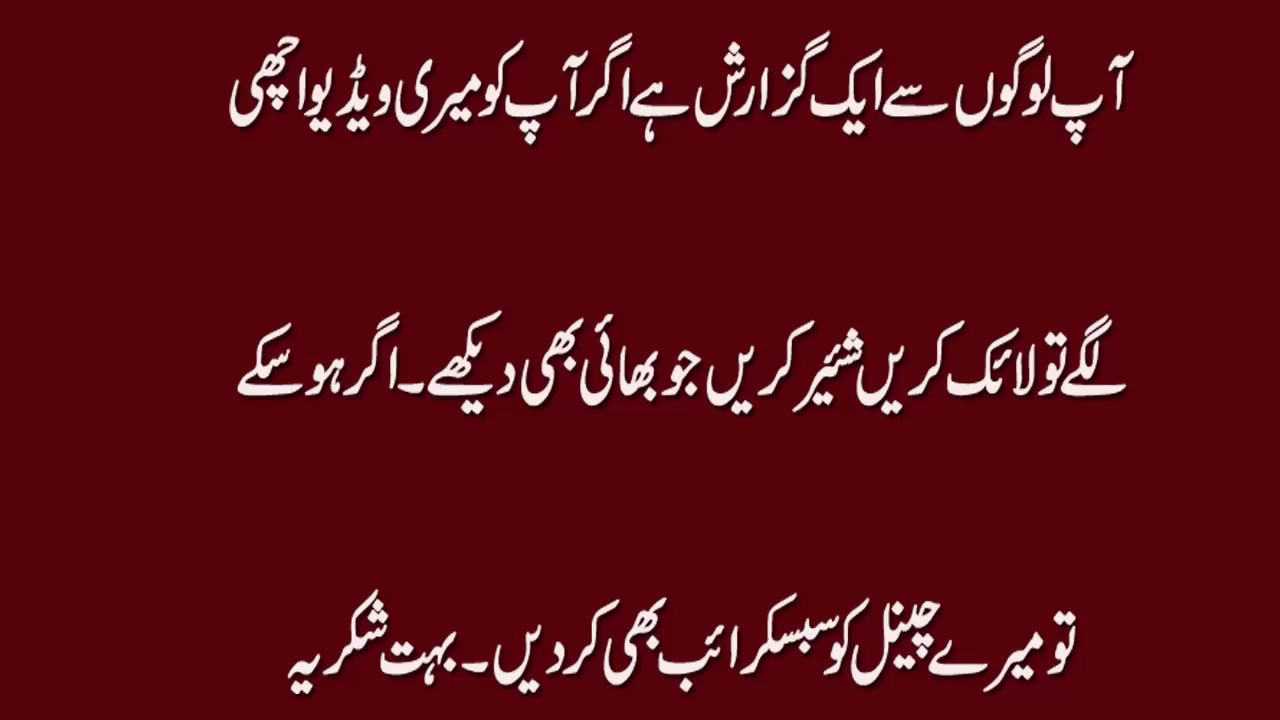 آپ لوگوں سے ایک گزارش ہے اگر آپ کو میری ویڈیو اچھی
لگے تو لائک کریں شئیر کریں جو بھائی بھی دیکھے۔ اگر ہو سکے
تو میرے چینل کو سبسکرائب بھی کر دیں۔ بہت شکریہ